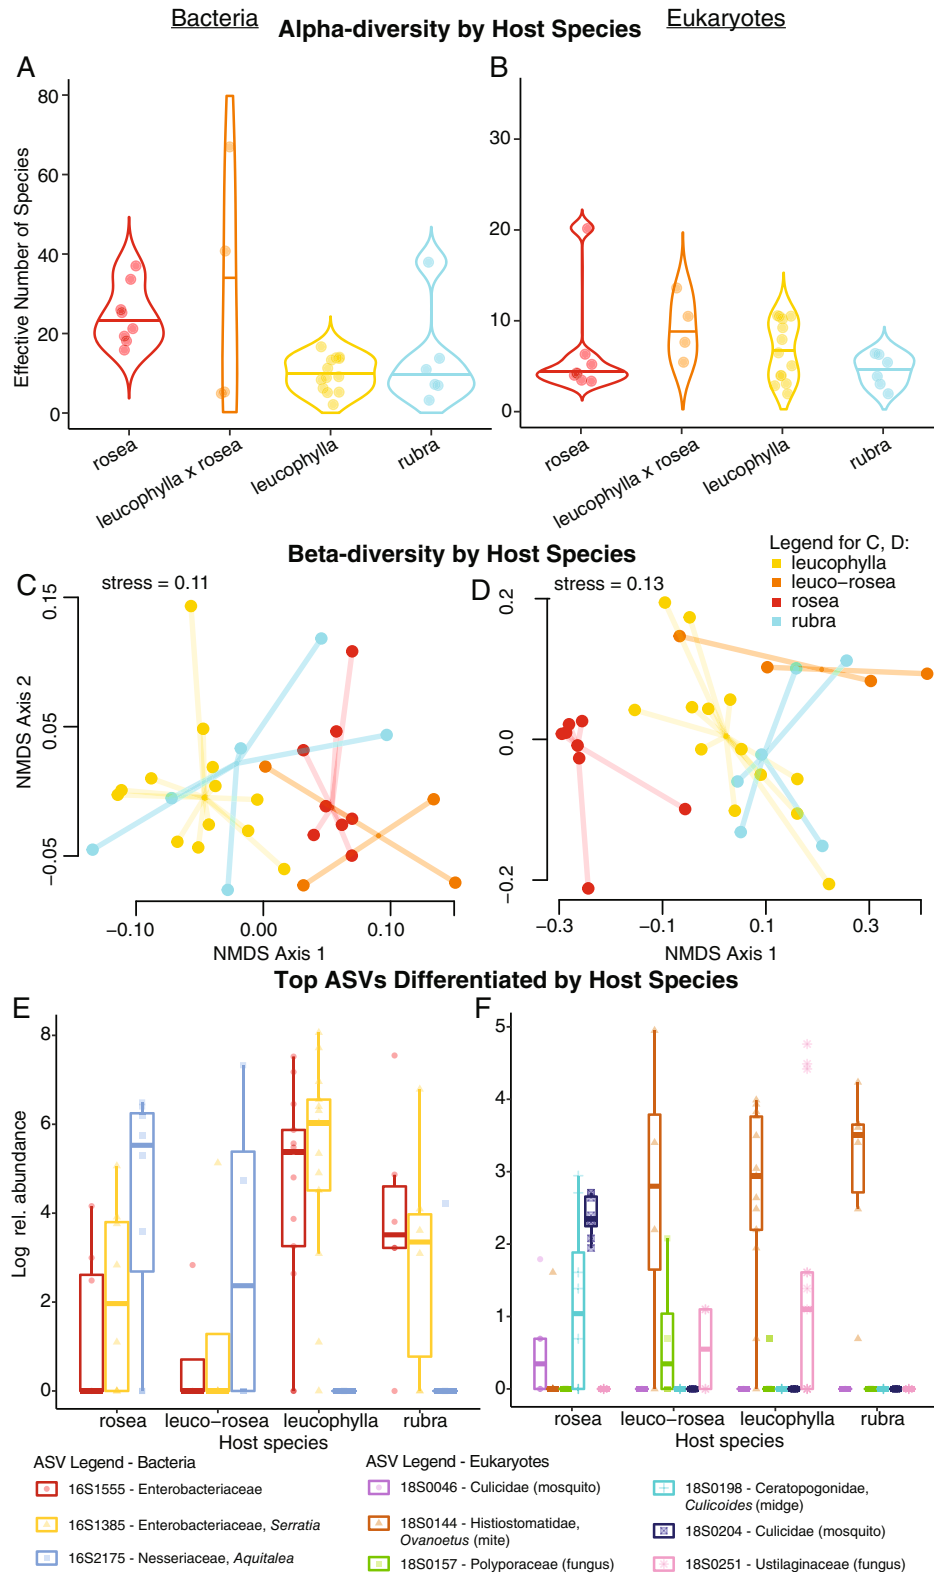 Bacteria
Eukaryotes
Alpha-diversity by Host Species
A
B
Effective Number of Species
80
60
40
20
0
30
20
10
0
rosea
leucophylla x rosea
leucophylla
rubra
rosea
leucophylla x rosea
leucophylla
rubra
Beta-diversity by Host Species
Legend for C, D:
leucophylla
leuco-rosea
rosea
rubra
C
stress = 0.11
D
stress = 0.13
NMDS Axis 2
0.15
0.05
−0.05
0.2
0.0
−0.2
−0.10
0.00
0.10
NMDS Axis 1
−0.3
−0.1
0.1
0.3
NMDS Axis 1
Top ASVs Differentiated by Host Species
E
F
Log rel. abundance
8
6
4
2
0
5
4
3
2
1
0
rosea
leuco−rosea
leucophylla
rubra
Host species
rosea
leuco−rosea
leucophylla
rubra
Host species
ASV Legend - Bacteria
16S1555 - Enterobacteriaceae
16S1385 - Enterobacteriaceae, Serratia
16S2175 - Nesseriaceae, Aquitalea
ASV Legend - Eukaryotes
18S0046 - Culicidae (mosquito)
18S0144 - Histiostomatidae,
Ovanoetus (mite)
18S0157 - Polyporaceae (fungus)
18S0198 - Ceratopogonidae,
Culicoides (midge)
18S0204 - Culicidae (mosquito)
18S0251 - Ustilaginaceae (fungus)